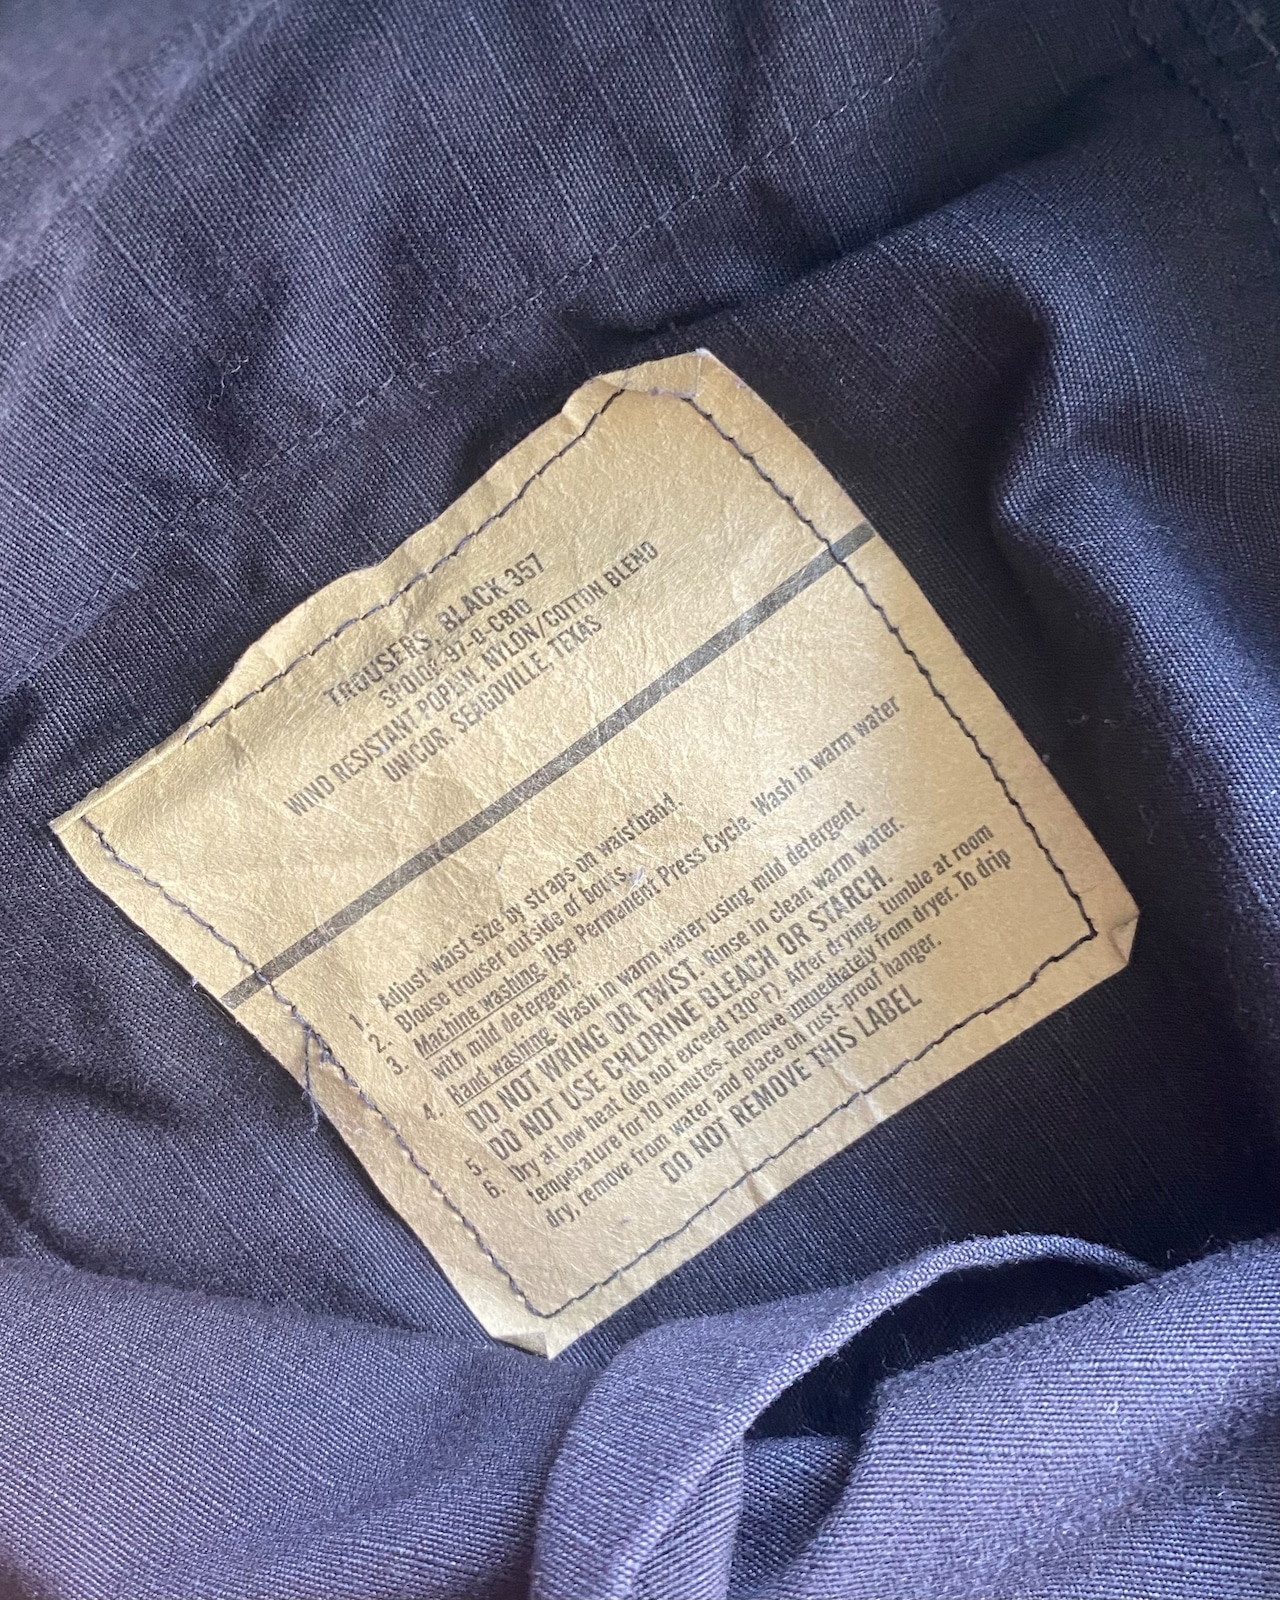 TROUSERS, BLACK 357
SPO10X-97-D-CB10
WIND RESISTANT POPLIN, NYLON/COTTON BLEND
UNICOR, SEAGOVILLE, TEXAS
1. Adjust waist size by straps on waistband.
2. Blouse trouser outside of boots.
3. Machine washing. Use Permanent Press Cycle. Wash in warm water
with mild detergent.
4. Hand washing. Wash in warm water using mild detergent.
DO NOT WRING OR TWIST. Rinse in clean warm water.
5. DO NOT USE CHLORINE BLEACH OR STARCH.
6. Dry at low heat (do not exceed 130°F). After drying, tumble at room
temperature for 10 minutes. Remove immediately from dryer. To drip
dry, remove from water and place on rust-proof hanger.
DO NOT REMOVE THIS LABEL